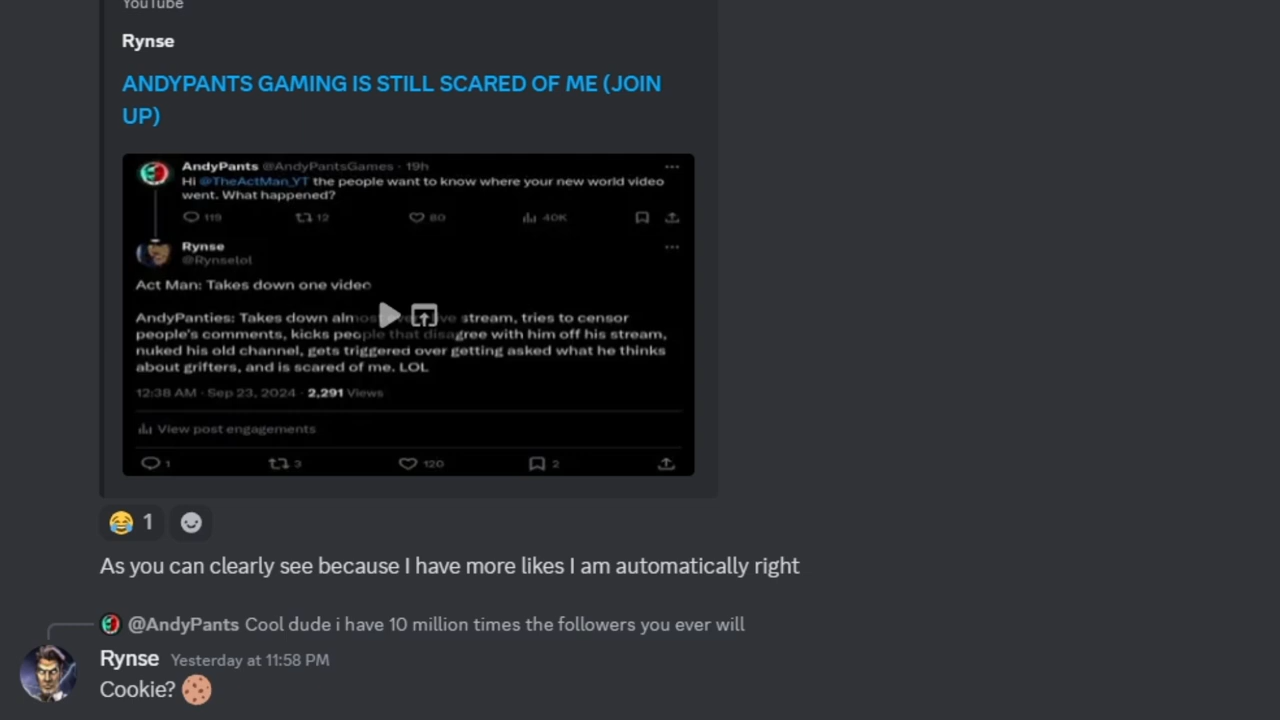 YouTube
Rynse
ANDYPANTS GAMING IS STILL SCARED OF ME (JOIN
UP)
AndyPants @AndyPantsGames · 19h
Hi @TheActMan_YT the people want to know where your new world video
went. What happened?
119 12 80 40K
Rynse
@Rynselol
Act Man: Takes down one video
AndyPanties: Takes down almost every live stream, tries to censor
people's comments, kicks people that disagree with him off his stream,
nuked his old channel, gets triggered over getting asked what he thinks
about grifters, and is scared of me. LOL
12:38 AM · Sep 23, 2024 · 2,291 Views
View post engagements
1 3 120 2
😂 1
As you can clearly see because I have more likes I am automatically right
@AndyPants Cool dude i have 10 million times the followers you ever will
Rynse Yesterday at 11:58 PM
Cookie? 🍪